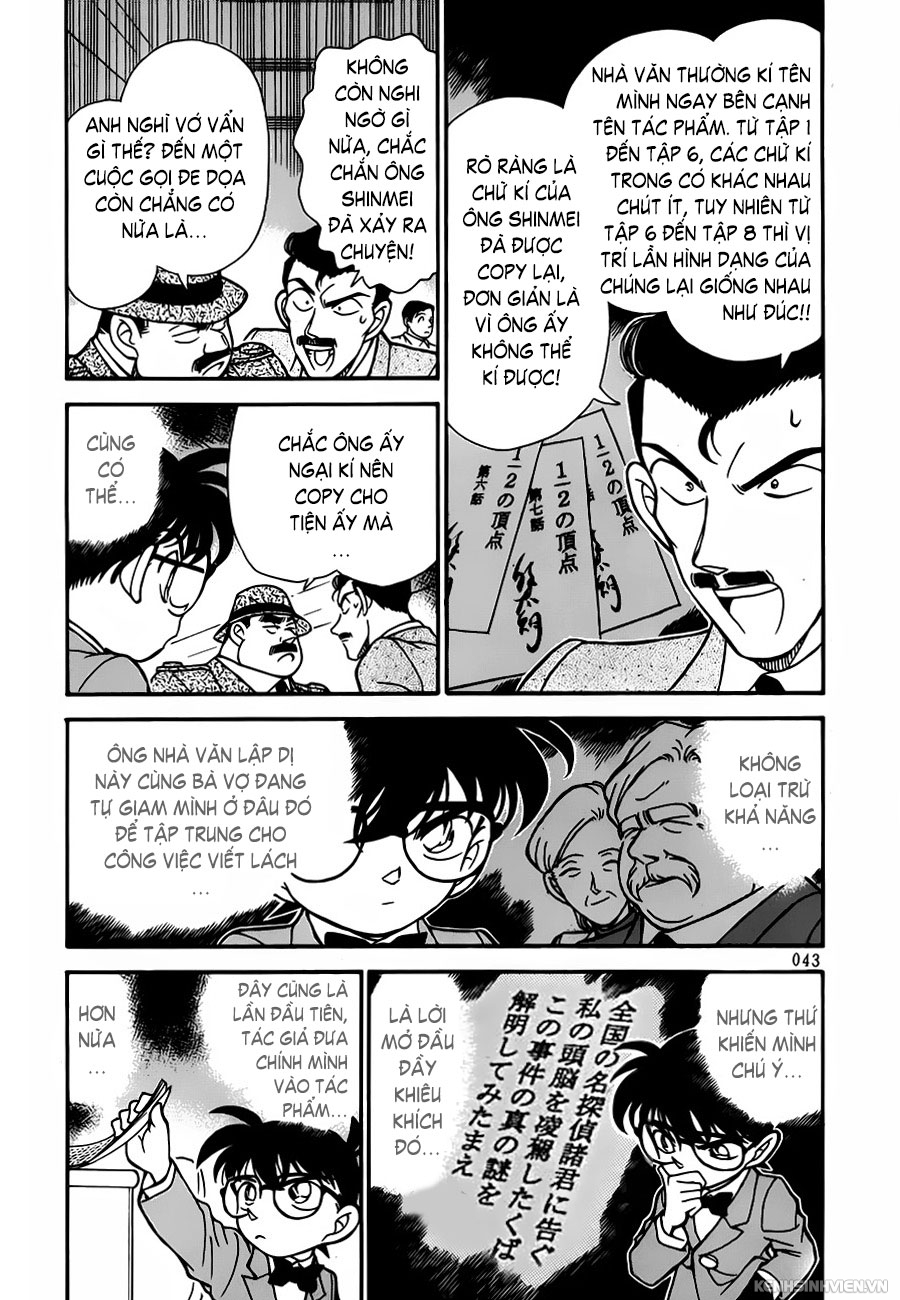 NHÀ VĂN THƯỜNG KÍ TÊN
MÌNH NGAY BÊN CẠNH
TÊN TÁC PHẨM. TỪ TẬP 1
ĐẾN TẬP 6, CÁC CHỮ KÍ
TRONG CÓ KHÁC NHAU
CHÚT ÍT, TUY NHIÊN TỪ
TẬP 6 ĐẾN TẬP 8 THÌ VỊ
TRÍ LẪN HÌNH DẠNG CỦA
CHÚNG LẠI GIỐNG NHAU
NHƯ ĐÚC!!
RÕ RÀNG LÀ
CHỮ KÍ CỦA
ÔNG SHINMEI
ĐÃ ĐƯỢC
COPY LẠI,
ĐƠN GIẢN LÀ
VÌ ÔNG ẤY
KHÔNG THỂ
KÍ ĐƯỢC!
1/2の頂点
1/2の頂点
第七話
1/2の頂点
第六話
KHÔNG
CÒN NGHI
NGỜ GÌ
NỮA, CHẮC
CHẮN ÔNG
SHINMEI
ĐÃ XẢY RA
CHUYỆN!
ANH NGHĨ VỚ VẨN
GÌ THẾ? ĐẾN MỘT
CUỘC GỌI ĐE DỌA
CÒN CHẲNG CÓ
NỮA LÀ...
CHẮC ÔNG ẤY
NGẠI KÍ NÊN
COPY CHO
TIỆN ẤY MÀ
...
CŨNG
CÓ
THỂ...
KHÔNG
LOẠI TRỪ
KHẢ NĂNG
...
ÔNG NHÀ VĂN LẬP DỊ
NÀY CÙNG BÀ VỢ ĐANG
TỰ GIAM MÌNH Ở ĐÂU ĐÓ
ĐỂ TẬP TRUNG CHO
CÔNG VIỆC VIẾT LÁCH
...
043
NHƯNG THỨ
KHIẾN MÌNH
CHÚ Ý...
全国の名探偵諸君に告ぐ
私の頭脳を凌駕したくば
この事件の真の謎を
解明してみたまえ
LÀ LỜI
MỞ ĐẦU
ĐẦY
KHIÊU
KHÍCH
ĐÓ...
ĐÂY CŨNG LÀ
LẦN ĐẦU TIÊN,
TÁC GIẢ ĐƯA
CHÍNH MÌNH
VÀO TÁC
PHẨM...
HƠN
NỮA...
KENHSINHVIEN.VN